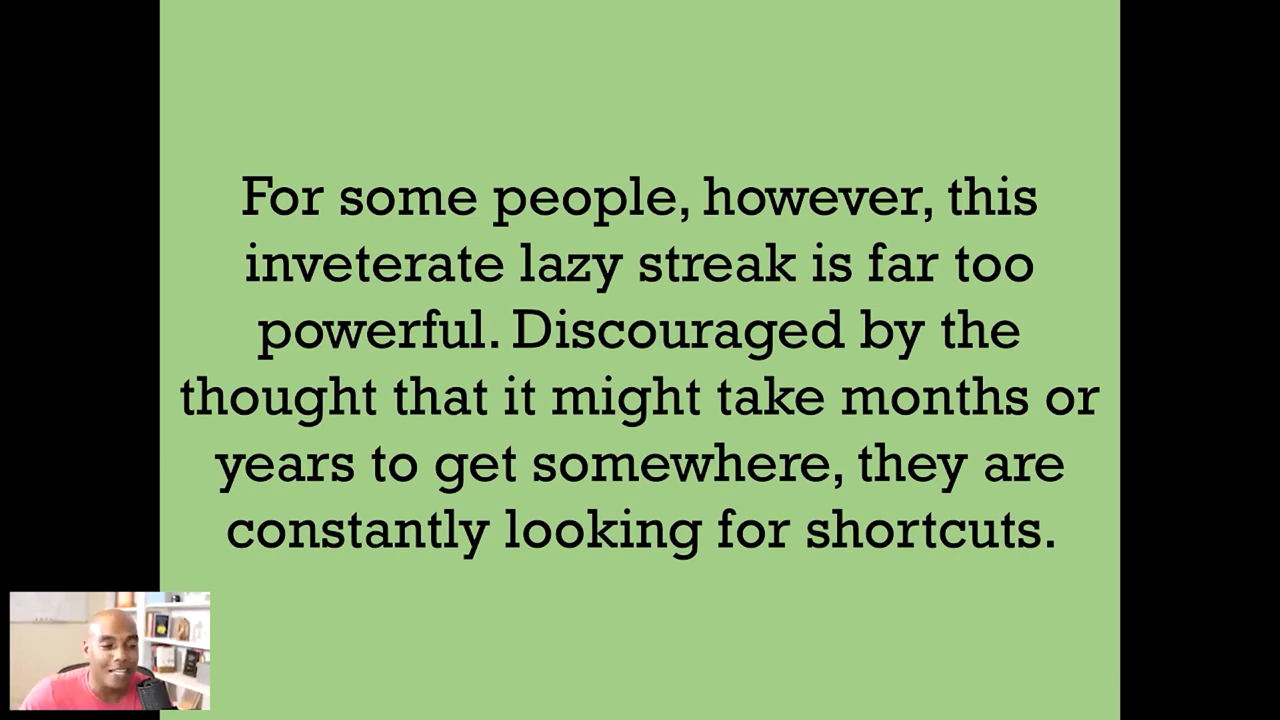 For some people, however, this
inveterate lazy streak is far too
powerful. Discouraged by the
thought that it might take months or
years to get somewhere, they are
constantly looking for shortcuts.